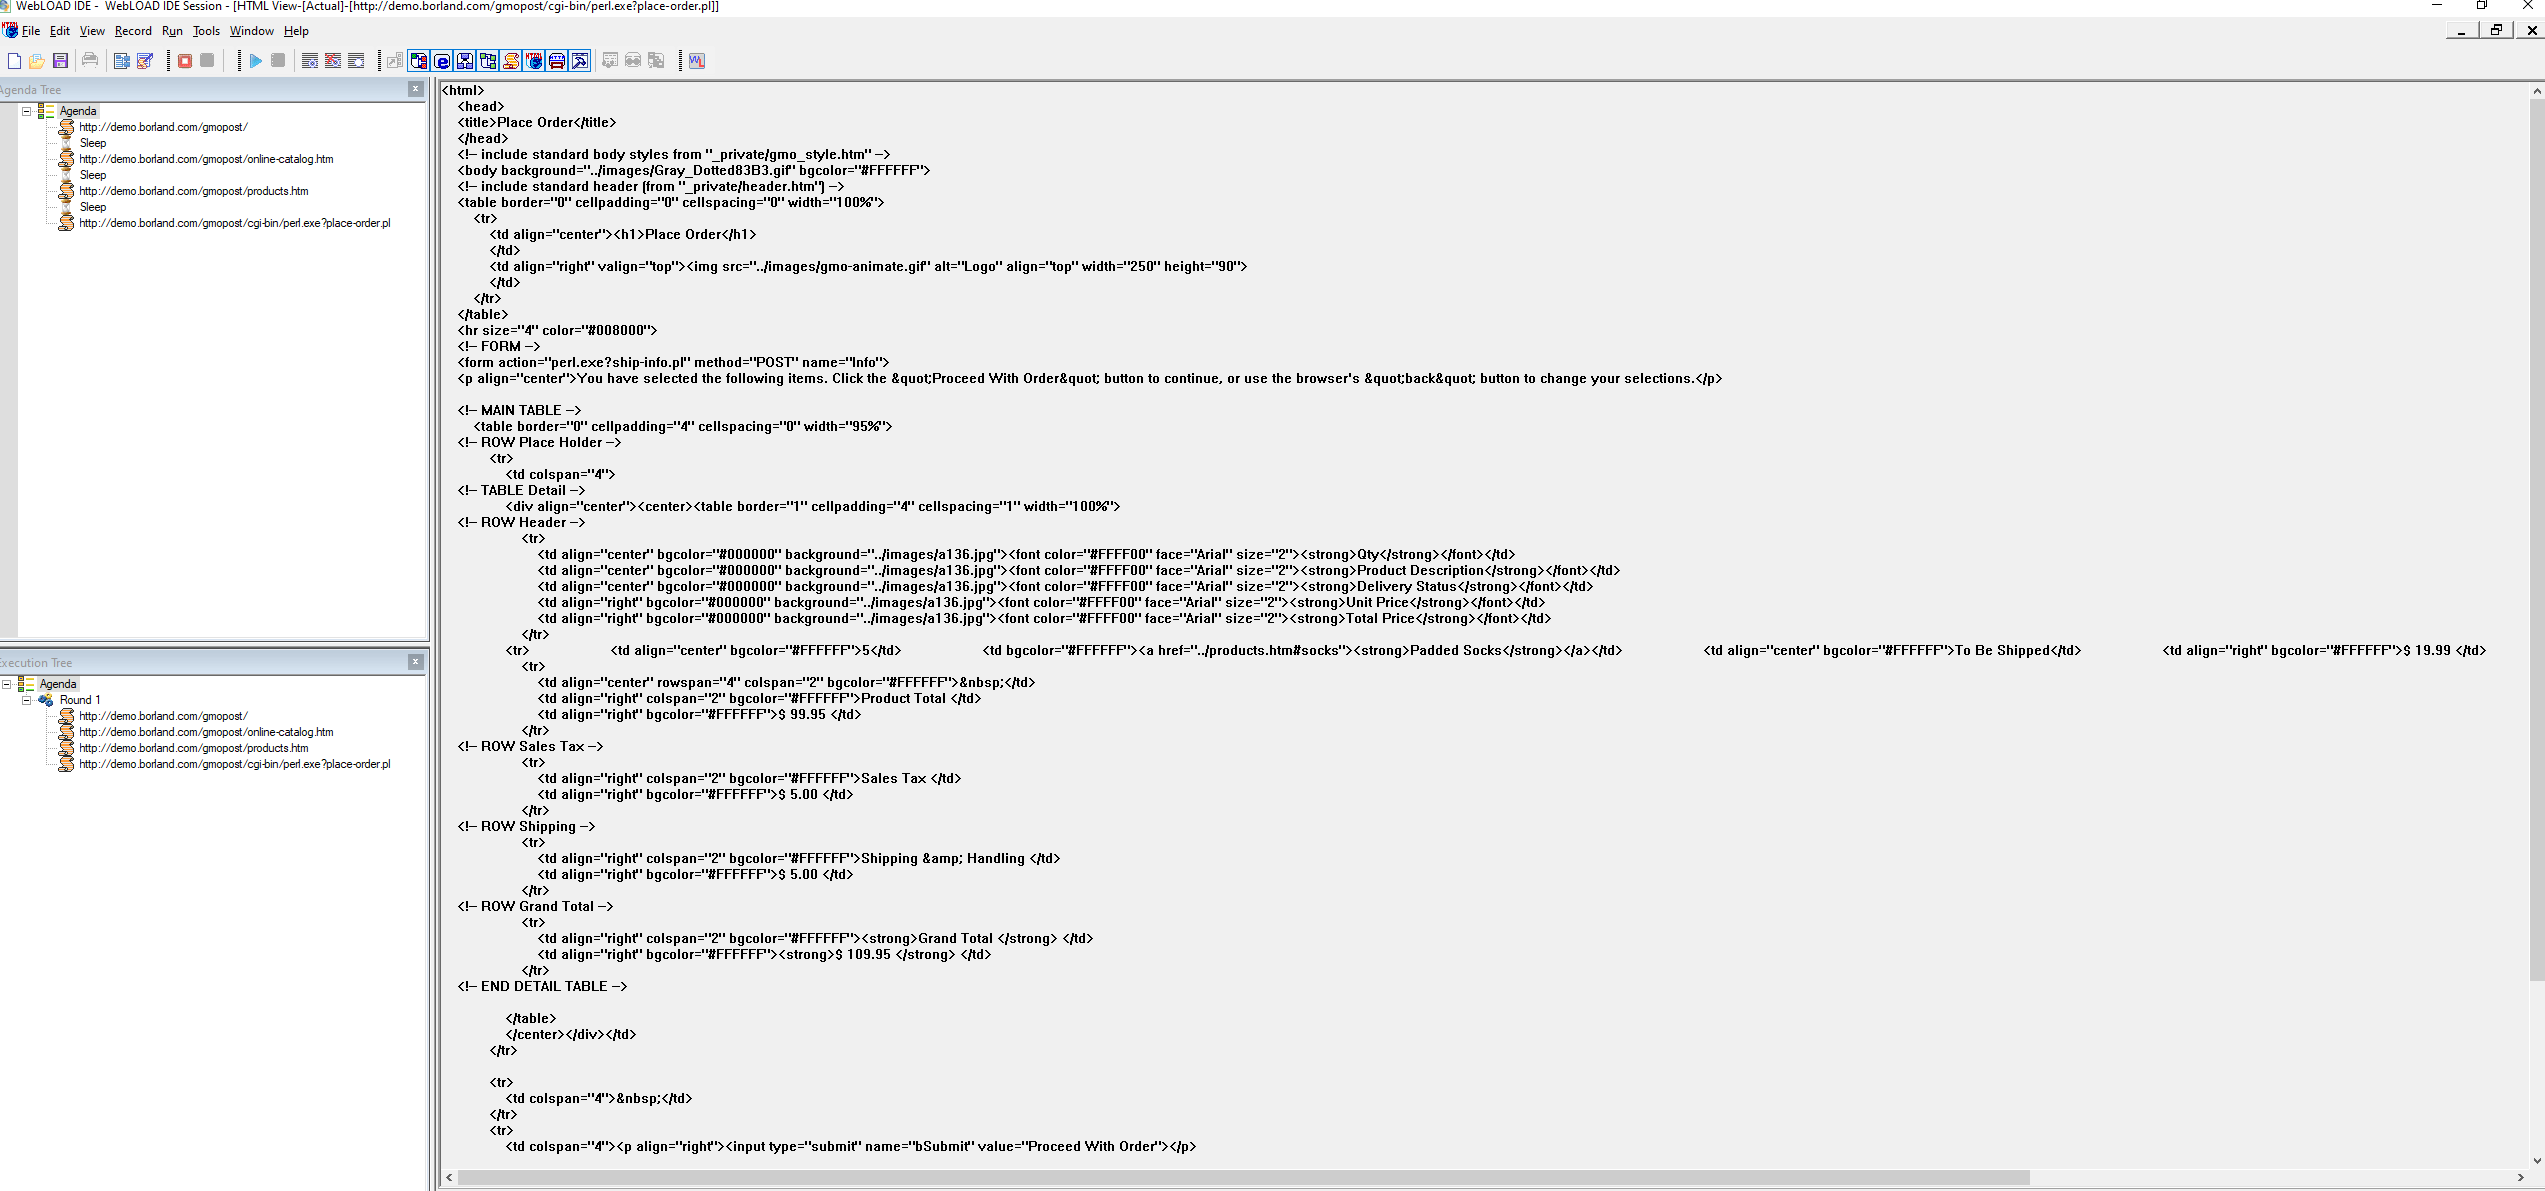 WebLOAD IDE - WebLOAD IDE Session - [HTML View-[Actual]-[http://demo.borland.com/gmopost/cgi-bin/perl.exe?place-order.pl]]
File Edit View Record Run Tools Window Help
Agenda Tree
Agenda
http://demo.borland.com/gmopost/
Sleep
http://demo.borland.com/gmopost/online-catalog.htm
Sleep
http://demo.borland.com/gmopost/products.htm
Sleep
http://demo.borland.com/gmopost/cgi-bin/perl.exe?place-order.pl
Execution Tree
Agenda
Round 1
http://demo.borland.com/gmopost/
http://demo.borland.com/gmopost/online-catalog.htm
http://demo.borland.com/gmopost/products.htm
http://demo.borland.com/gmopost/cgi-bin/perl.exe?place-order.pl
<html>
<head>
<title>Place Order</title>
</head>
<!-- include standard body styles from "_private/gmo_style.htm" -->
<body background="../images/Gray_Dotted83B3.gif" bgcolor="#FFFFFF">
<!-- include standard header (from "_private/header.htm") -->
<table border="0" cellpadding="0" cellspacing="0" width="100%">
<tr>
<td align="center"><h1>Place Order</h1>
</td>
<td align="right" valign="top"><img src="../images/gmo-animate.gif" alt="Logo" align="top" width="250" height="90">
</td>
</tr>
</table>
<hr size="4" color="#008000">
<!-- FORM -->
<form action="perl.exe?ship-info.pl" method="POST" name="Info">
<p align="center">You have selected the following items. Click the &quot;Proceed With Order&quot; button to continue, or use the browser's &quot;back&quot; button to change your selections.</p>
<!-- MAIN TABLE -->
<table border="0" cellpadding="4" cellspacing="0" width="95%">
<!-- ROW Place Holder -->
<tr>
<td colspan="4">
<!-- TABLE Detail -->
<div align="center"><center><table border="1" cellpadding="4" cellspacing="1" width="100%">
<!-- ROW Header -->
<tr>
<td align="center" bgcolor="#000000" background="../images/a136.jpg"><font color="#FFFF00" face="Arial" size="2"><strong>Qty</strong></font></td>
<td align="center" bgcolor="#000000" background="../images/a136.jpg"><font color="#FFFF00" face="Arial" size="2"><strong>Product Description</strong></font></td>
<td align="center" bgcolor="#000000" background="../images/a136.jpg"><font color="#FFFF00" face="Arial" size="2"><strong>Delivery Status</strong></font></td>
<td align="right" bgcolor="#000000" background="../images/a136.jpg"><font color="#FFFF00" face="Arial" size="2"><strong>Unit Price</strong></font></td>
<td align="right" bgcolor="#000000" background="../images/a136.jpg"><font color="#FFFF00" face="Arial" size="2"><strong>Total Price</strong></font></td>
</tr>
<tr> <td align="center" bgcolor="#FFFFFF">5</td> <td bgcolor="#FFFFFF"><a href="../products.htm#socks"><strong>Padded Socks</strong></a></td> <td align="center" bgcolor="#FFFFFF">To Be Shipped</td> <td align="right" bgcolor="#FFFFFF">$ 19.99 </td>
<tr>
<td align="center" rowspan="4" colspan="2" bgcolor="#FFFFFF">&nbsp;</td>
<td align="right" colspan="2" bgcolor="#FFFFFF">Product Total </td>
<td align="right" bgcolor="#FFFFFF">$ 99.95 </td>
</tr>
<!-- ROW Sales Tax -->
<tr>
<td align="right" colspan="2" bgcolor="#FFFFFF">Sales Tax </td>
<td align="right" bgcolor="#FFFFFF">$ 5.00 </td>
</tr>
<!-- ROW Shipping -->
<tr>
<td align="right" colspan="2" bgcolor="#FFFFFF">Shipping &amp; Handling </td>
<td align="right" bgcolor="#FFFFFF">$ 5.00 </td>
</tr>
<!-- ROW Grand Total -->
<tr>
<td align="right" colspan="2" bgcolor="#FFFFFF"><strong>Grand Total </strong> </td>
<td align="right" bgcolor="#FFFFFF"><strong>$ 109.95 </strong> </td>
</tr>
<!-- END DETAIL TABLE -->
</table>
</center></div></td>
</tr>
<tr>
<td colspan="4">&nbsp;</td>
</tr>
<tr>
<td colspan="4"><p align="right"><input type="submit" name="bSubmit" value="Proceed With Order"></p>